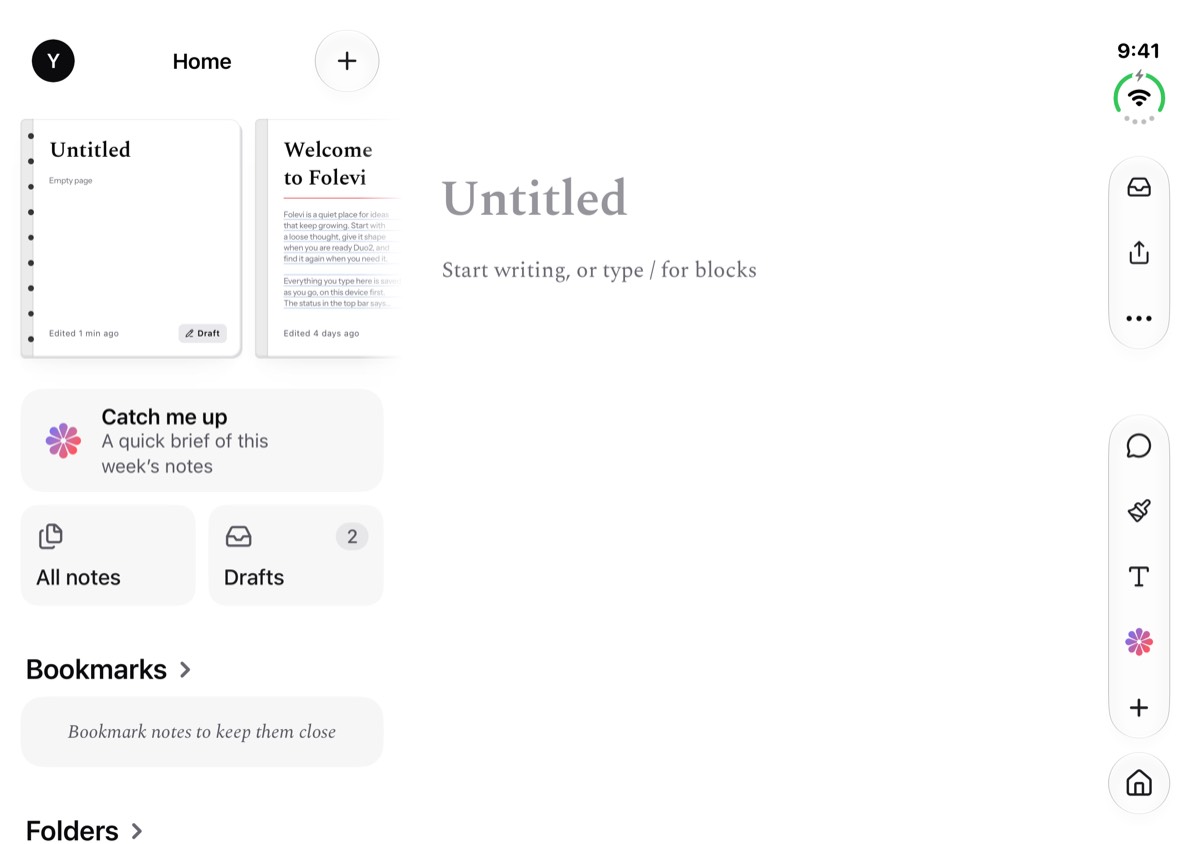 Y
Home
9:41
Untitled
Empty page
Edited 1 min ago
Draft
Welcome
to Folevi
Folevi is a quiet place for ideas
that keep growing. Start with
a loose thought, give it shape
when you are ready Duo2, and
find it again when you need it.
Everything you type here is saved
as you go, on this device first.
The status in the top bar says
Edited 4 days ago
Catch me up
A quick brief of this
week's notes
All notes
Drafts
2
Bookmarks
Bookmark notes to keep them close
Folders
Untitled
Start writing, or type / for blocks